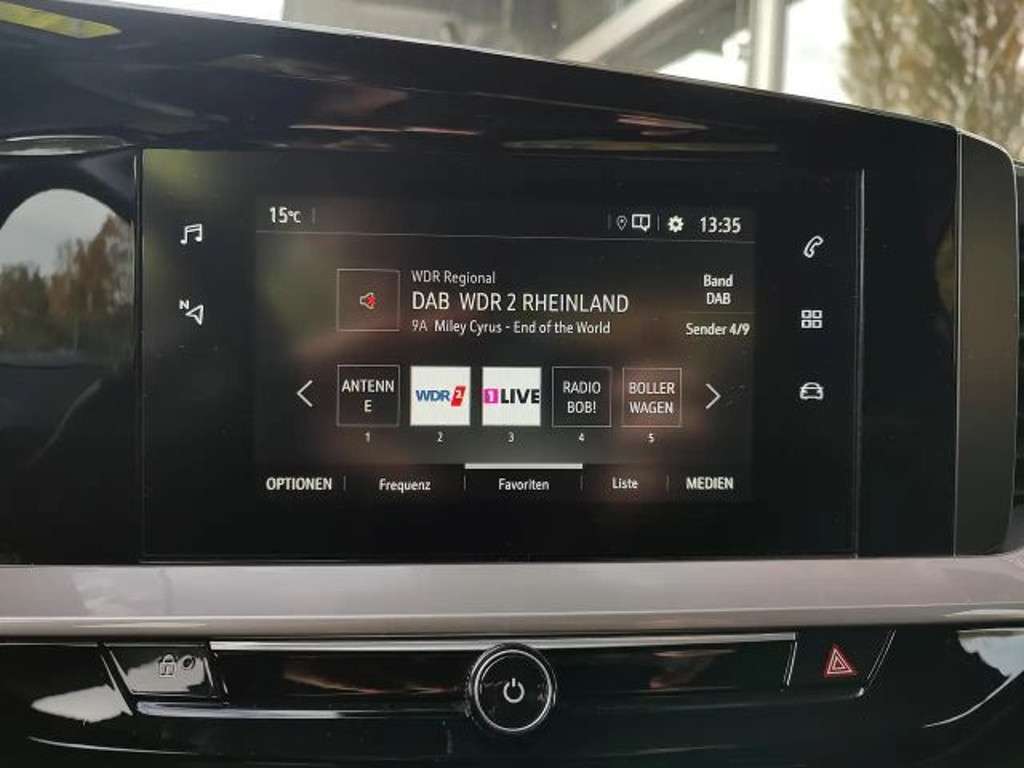 15°C
13:35
N
WDR Regional
DAB WDR 2 RHEINLAND
9A Miley Cyrus - End of the World
Band
DAB
Sender 4/9
ANTENN
E
WDR 2
1LIVE
RADIO
BOB!
BOLLER
WAGEN
1 2 3 4 5
OPTIONEN Frequenz Favoriten Liste MEDIEN